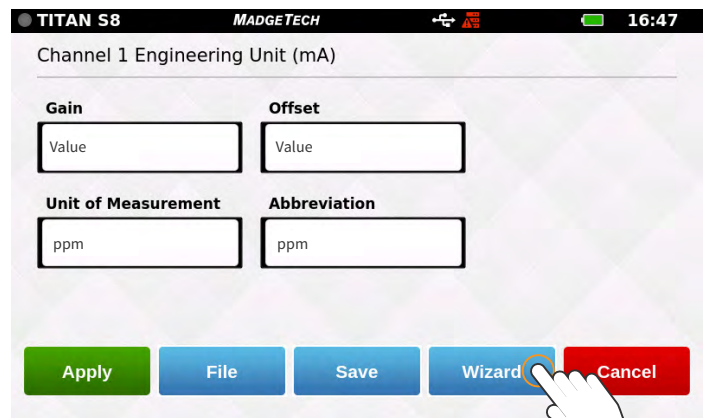 TITAN S8 MADGETECH 16:47
Channel 1 Engineering Unit (mA)
Gain Offset
Value Value
Unit of Measurement Abbreviation
ppm ppm
Apply File Save Wizard Cancel